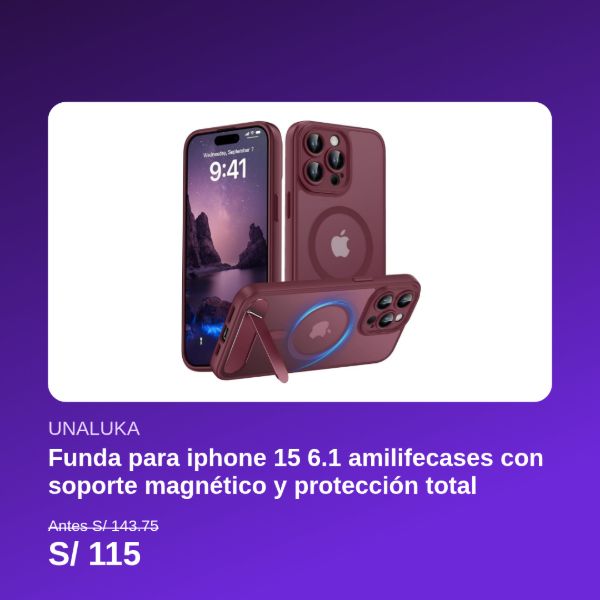 Wednesday, September 7
9:41
UNALUKA
Funda para iphone 15 6.1 amilifecases con
soporte magnético y protección total
Antes S/ 143.75
S/ 115